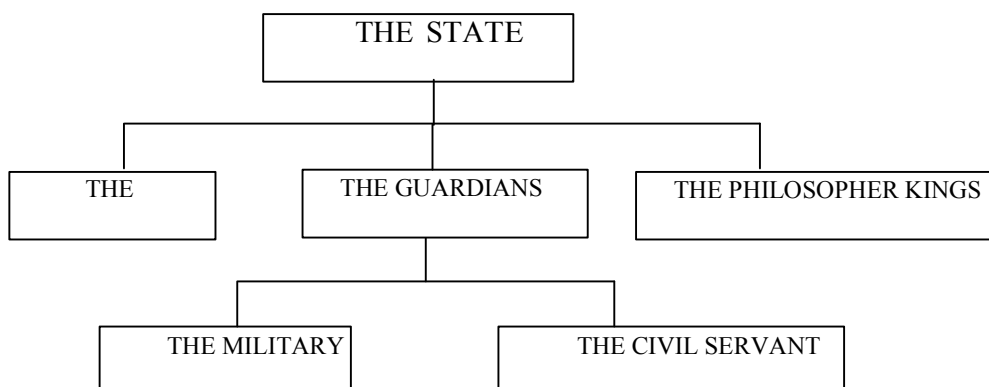 THE STATE
THE
THE GUARDIANS
THE PHILOSOPHER KINGS
THE MILITARY
THE CIVIL SERVANT